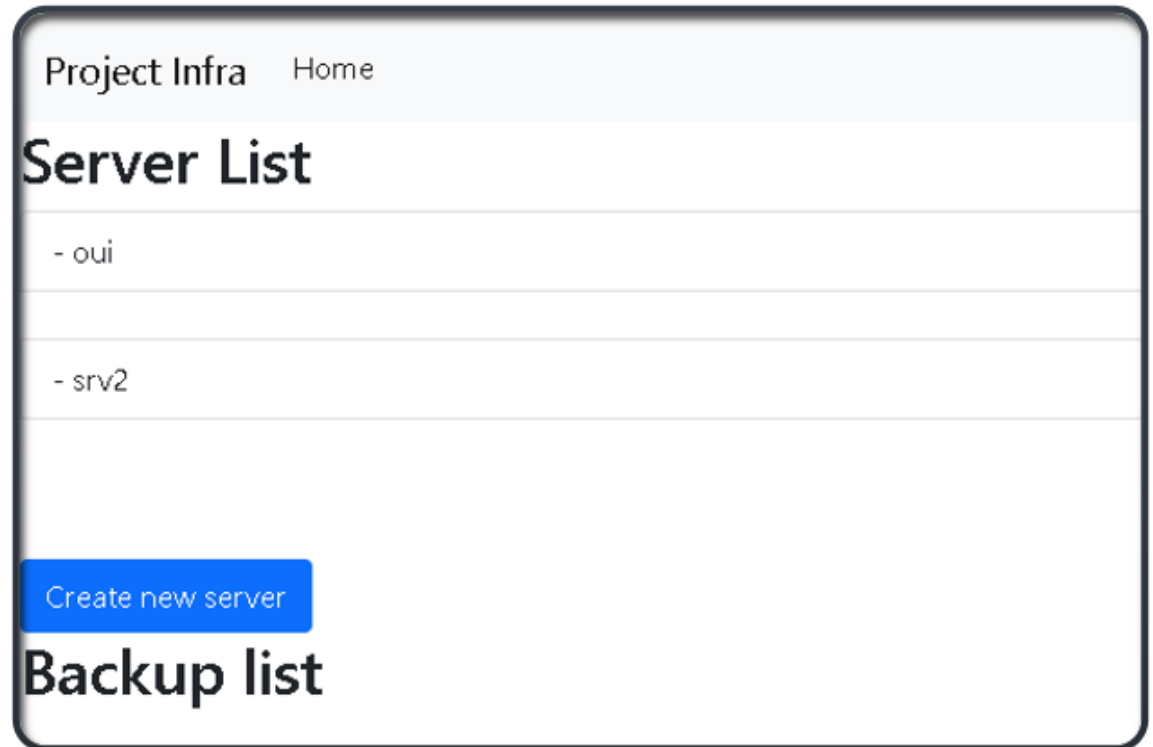 Project Infra Home
Server List
- oui
- srv2
Create new server
Backup list